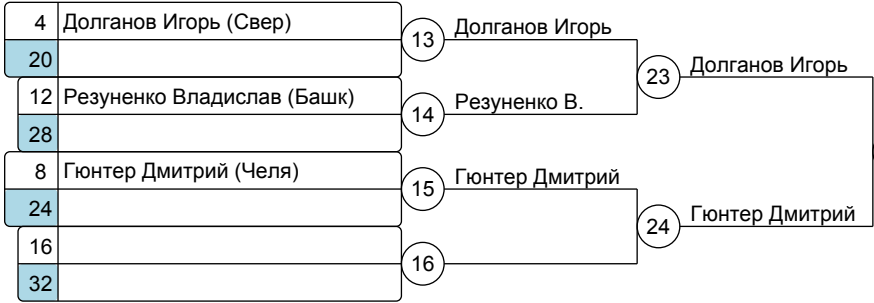 4 Долганов Игорь (Свер)
13 Долганов Игорь
20
23 Долганов Игорь
12 Резуненко Владислав (Башк)
14 Резуненко В.
28
8 Гюнтер Дмитрий (Челя)
15 Гюнтер Дмитрий
24
24 Гюнтер Дмитрий
16
16
32